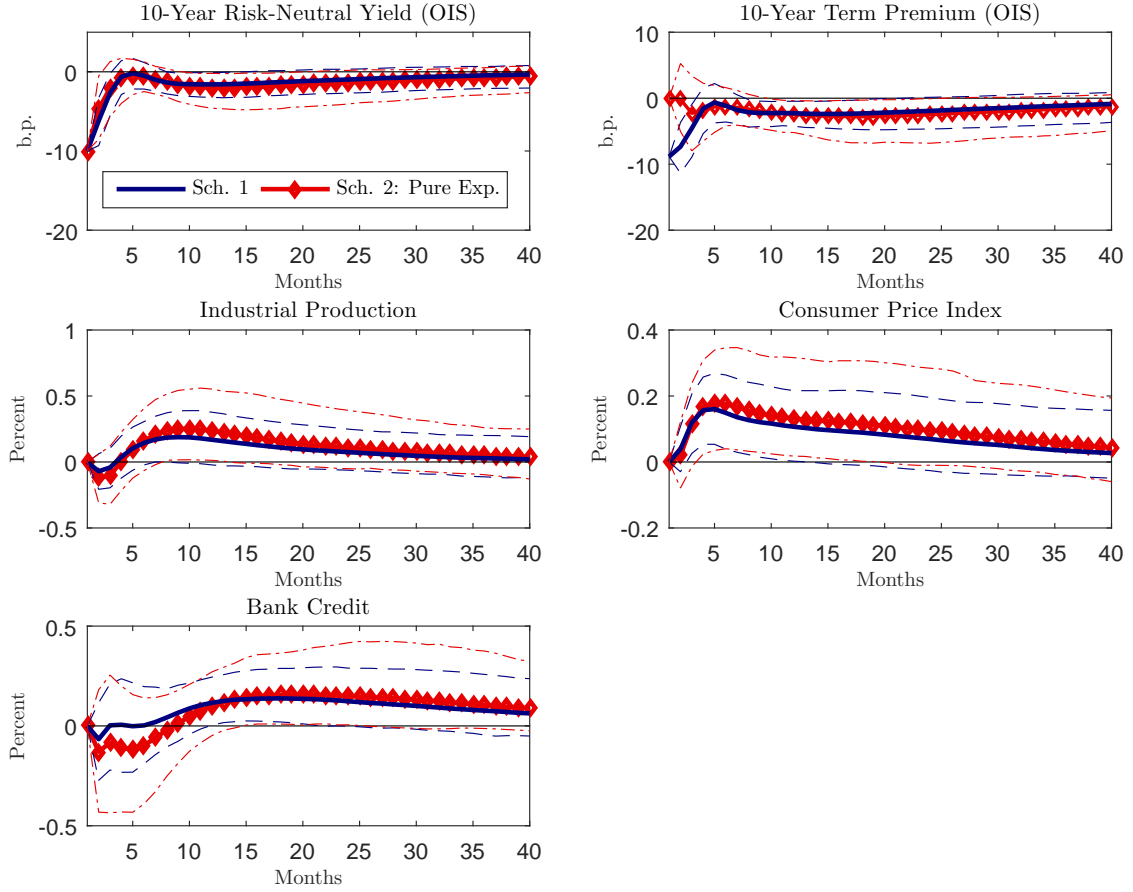 10-Year Risk-Neutral Yield (OIS)
b.p.
0
-10
-20
5 10 15 20 25 30 35 40
Months
Sch. 1 Sch. 2: Pure Exp.
10-Year Term Premium (OIS)
b.p.
10
0
-10
-20
5 10 15 20 25 30 35 40
Months
Industrial Production
Percent
1
0.5
0
-0.5
5 10 15 20 25 30 35 40
Months
Consumer Price Index
Percent
0.4
0.2
0
-0.2
5 10 15 20 25 30 35 40
Months
Bank Credit
Percent
0.5
0
-0.5
5 10 15 20 25 30 35 40
Months